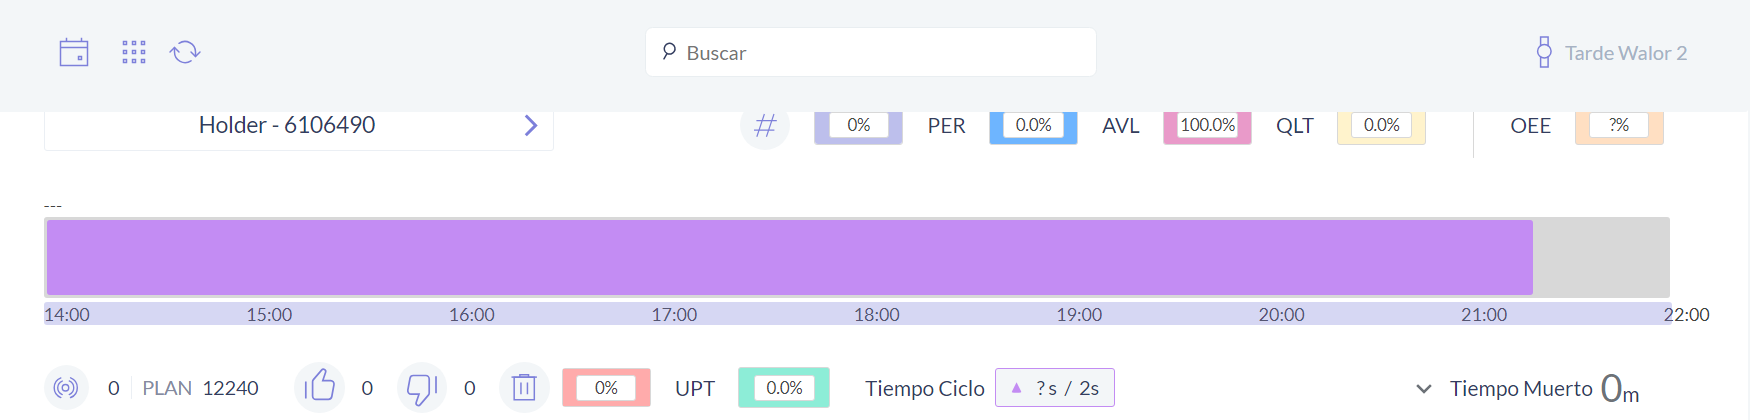 Buscar
Tarde Walor 2
Holder - 6106490
# 0% PER 0.0% AVL 100.0% QLT 0.0% OEE ?%
---
14:00 15:00 16:00 17:00 18:00 19:00 20:00 21:00 22:00
0 PLAN 12240 0 0 0% UPT 0.0% Tiempo Ciclo ? s / 2s Tiempo Muerto 0m